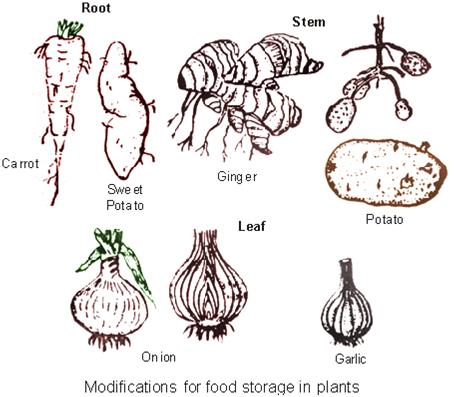 Root
Stem
Carrot
Sweet
Potato
Ginger
Potato
Leaf
Onion
Garlic
Modifications for food storage in plants